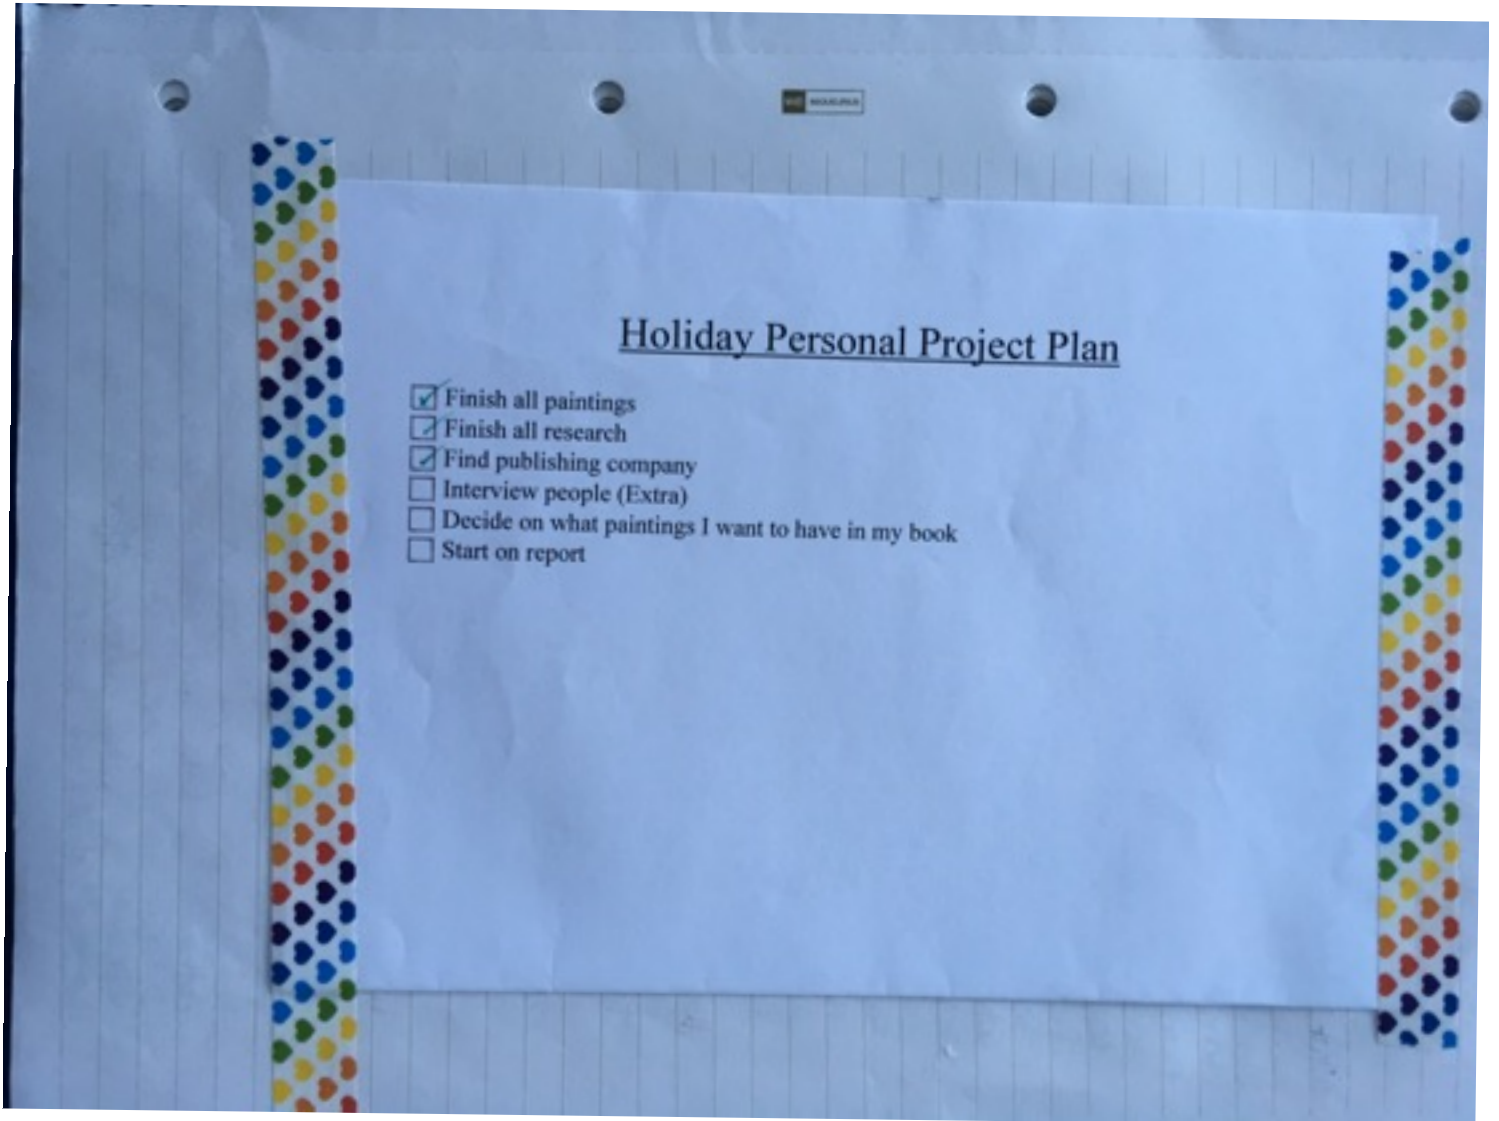 Holiday Personal Project Plan
☑ Finish all paintings
☑ Finish all research
☑ Find publishing company
☐ Interview people (Extra)
☐ Decide on what paintings I want to have in my book
☐ Start on report